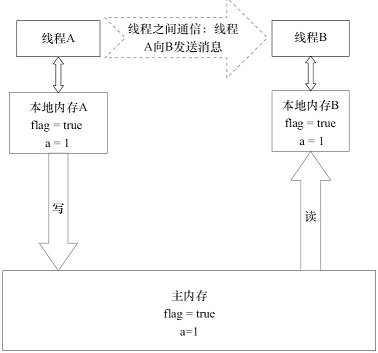 线程A
线程之间通信：线程
A向B发送消息
线程B
本地内存A
flag = true
a = 1
本地内存B
flag = true
a = 1
写
读
主内存
flag = true
a=1